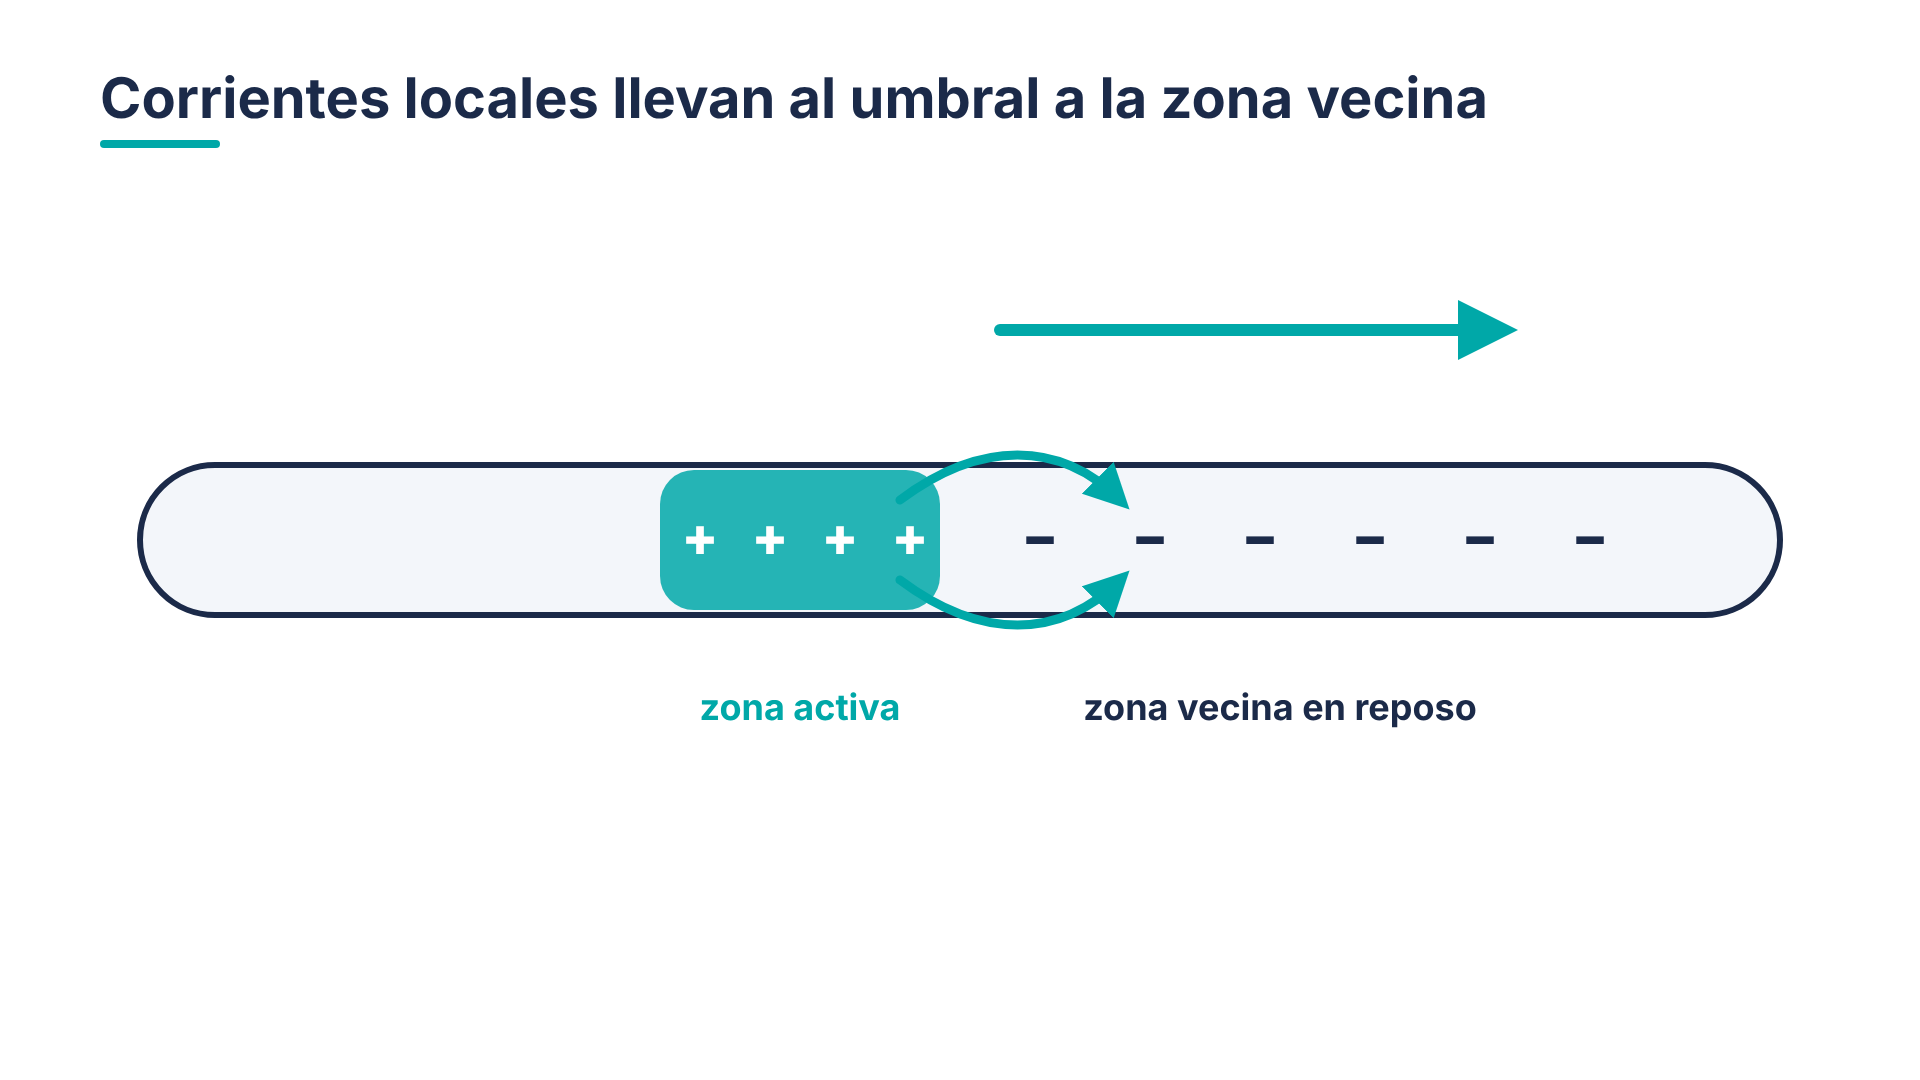 Corrientes locales llevan al umbral a la zona vecina
+ + + + − − − − − −
zona activa zona vecina en reposo